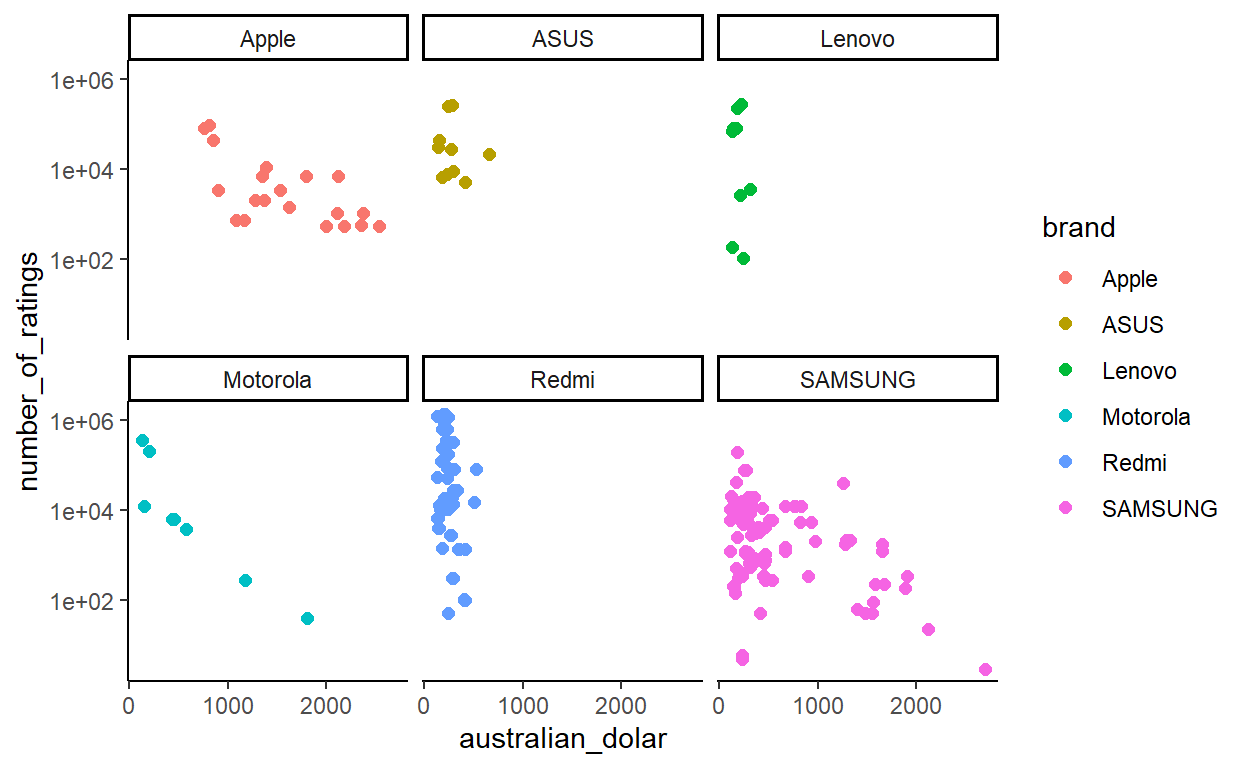 Apple ASUS Lenovo
1e+06
1e+04
1e+02
Motorola Redmi SAMSUNG
1e+06
1e+04
1e+02
0 1000 2000 0 1000 2000 0 1000 2000
australian_dolar
number_of_ratings
brand
Apple
ASUS
Lenovo
Motorola
Redmi
SAMSUNG